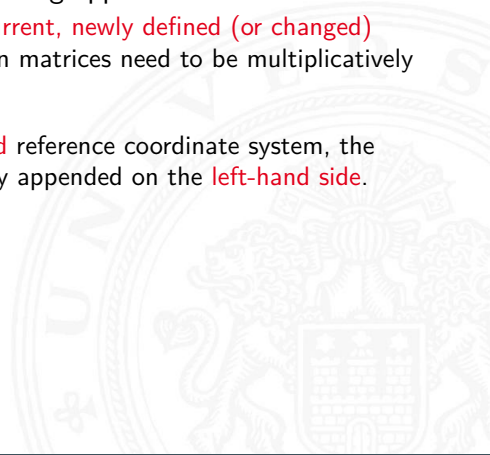 rrent, newly defined (or changed)
n matrices need to be multiplicatively
d reference coordinate system, the
y appended on the left-hand side.
UNIVERS